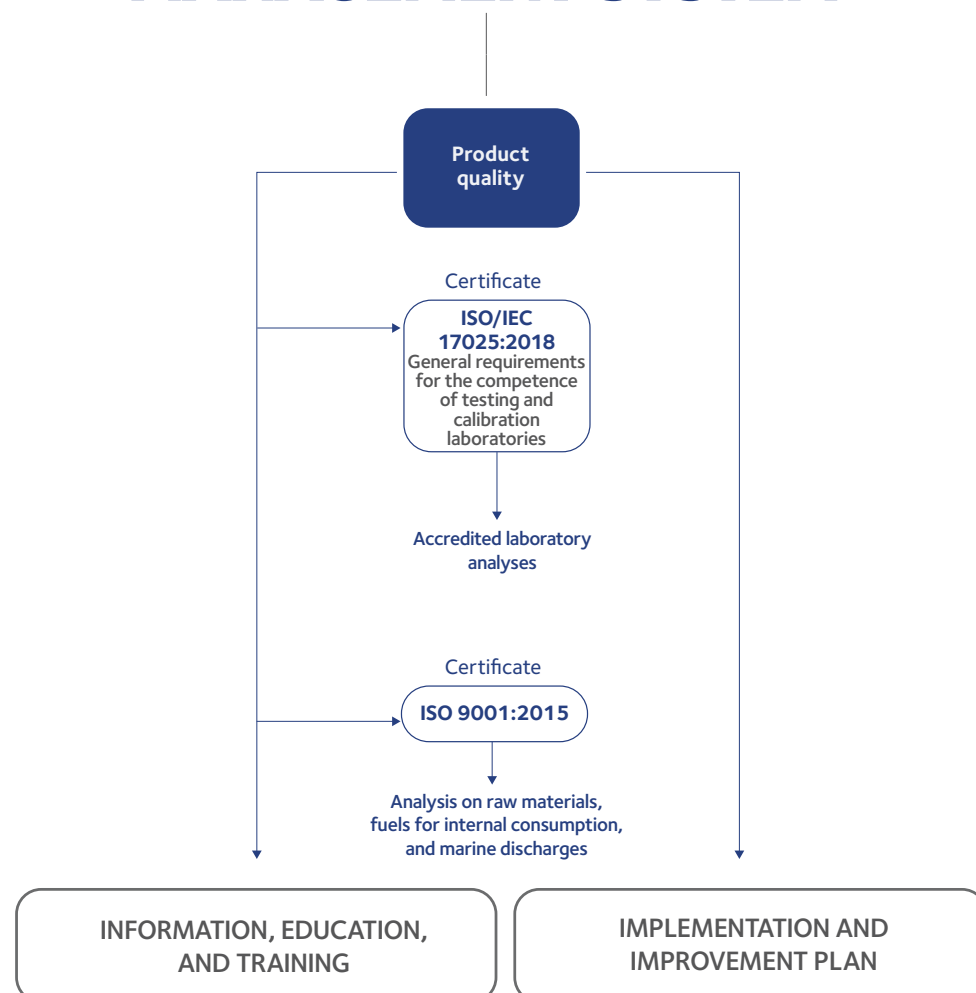 MANAGEMENT SYSTEM
Product
quality
Certificate
ISO/IEC
17025:2018
General requirements
for the competence
of testing and
calibration
laboratories
Accredited laboratory
analyses
Certificate
ISO 9001:2015
Analysis on raw materials,
fuels for internal consumption,
and marine discharges
INFORMATION, EDUCATION,
AND TRAINING
IMPLEMENTATION AND
IMPROVEMENT PLAN